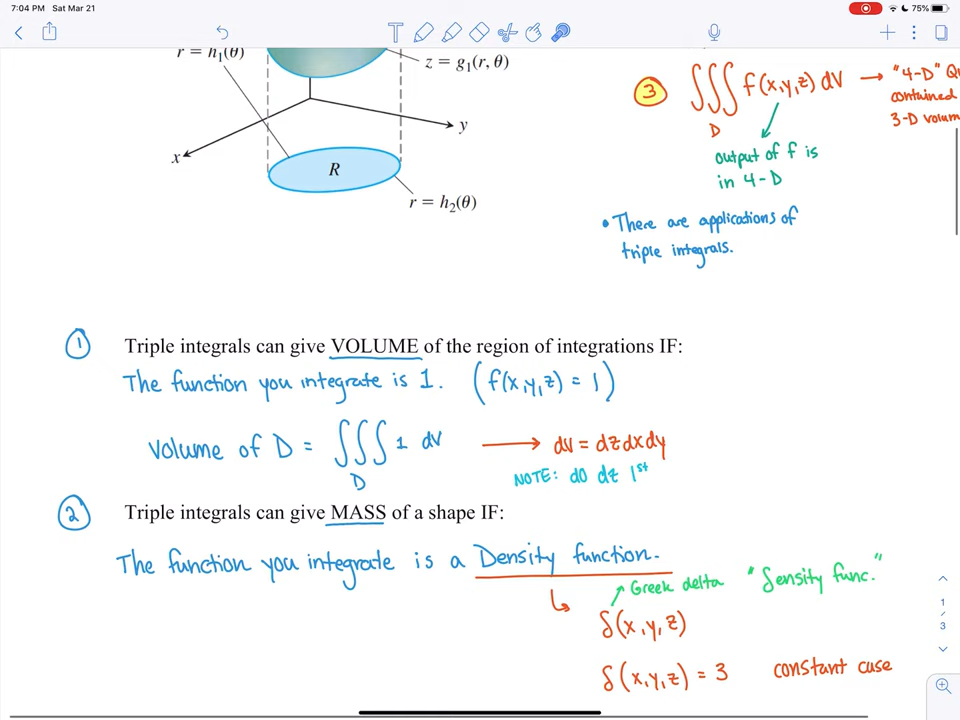 7:04 PM Sat Mar 21
75%
r = h₁(θ)
z = g₁(r, θ)
y
x
R
r = h₂(θ)
3
∭ f(x,y,z) dV → "4-D"
D
contained
3-D volum
output of f is
in 4-D
• There are applications of
triple integrals.
1 Triple integrals can give VOLUME of the region of integrations IF:
The function you integrate is 1. (f(x,y,z) = 1)
Volume of D = ∭ 1 dV → dV = dzdxdy
D
NOTE: do dz 1st
2 Triple integrals can give MASS of a shape IF:
The function you integrate is a Density function.
Greek delta "δensity func."
δ(x,y,z)
δ(x,y,z) = 3 constant case
1
/
3